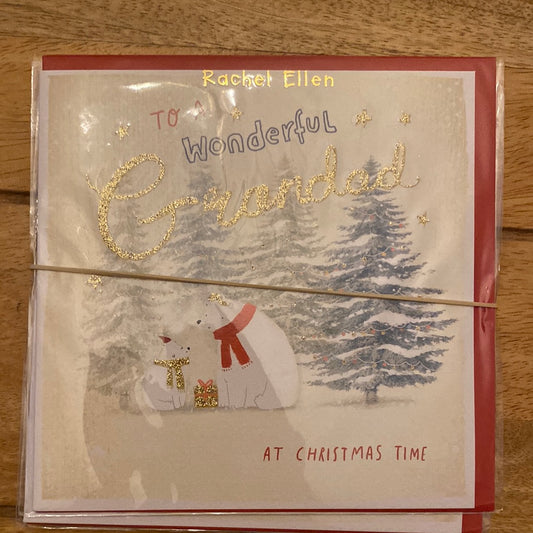 Rachel Ellen
TO A
Wonderful
Grandad
AT CHRISTMAS TIME